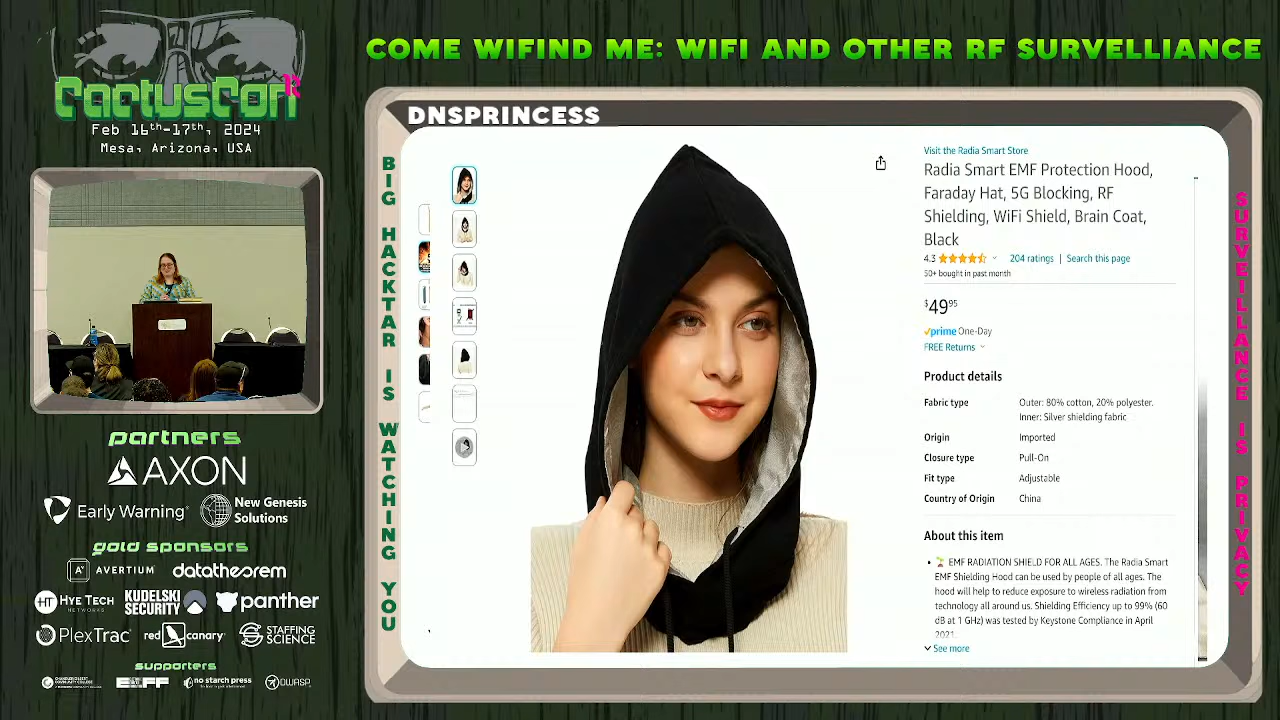 COME WIFIND ME: WIFI AND OTHER RF SURVELLIANCE
CactusCon
Feb 16th-17th, 2024
Mesa, Arizona, USA
DNSPRINCESS
BIG HACKTAR IS WATCHING YOU
Visit the Radia Smart Store
Radia Smart EMF Protection Hood,
Faraday Hat, 5G Blocking, RF
Shielding, WiFi Shield, Brain Coat,
Black
4.3
204 ratings | Search this page
50+ bought in past month
$49.95
prime One-Day
FREE Returns
Product details
Fabric type Outer: 80% cotton, 20% polyester.
Inner: Silver shielding fabric
Origin Imported
Closure type Pull-On
Fit type Adjustable
Country of Origin China
About this item
• EMF RADIATION SHIELD FOR ALL AGES. The Radia Smart
EMF Shielding Hood can be used by people of all ages. The
hood will help to reduce exposure to wireless radiation from
technology all around us. Shielding Efficiency up to 99% (60
dB at 1 GHz) was tested by Keystone Compliance in April
2021.
See more
SURVEILLANCE IS PRIVACY
partners
AXON
Early Warning
New Genesis
Solutions
gold sponsors
AVERTIUM
datatheorem
HT HYE TECH
NETWORKS
KUDELSKI
SECURITY
panther
PLEXTRAC
red canary
STAFFING
SCIENCE
supporters
EFF
no starch press
OWASP